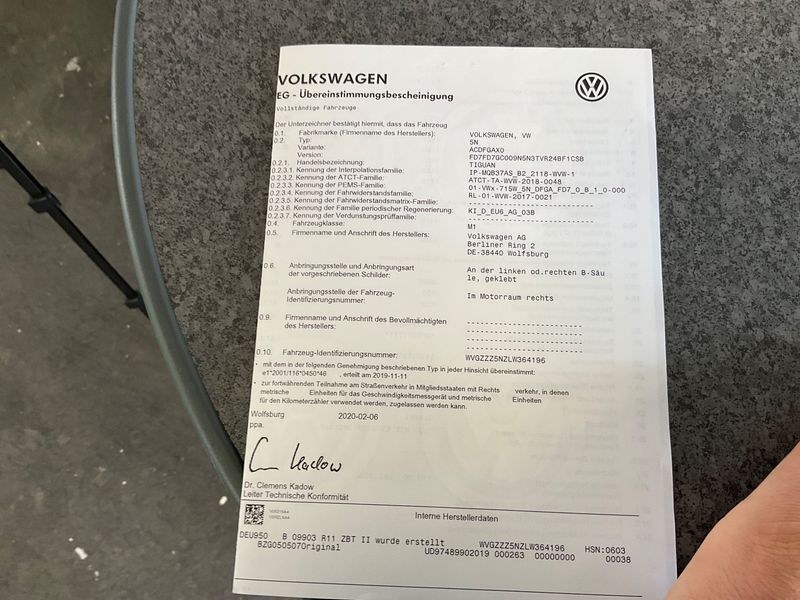 VOLKSWAGEN
EG - Übereinstimmungsbescheinigung
Vollständige Fahrzeuge
Der Unterzeichner bestätigt hiermit, dass das Fahrzeug
0.1. Fabrikmarke (Firmenname des Herstellers): VOLKSWAGEN, VW
0.2. Typ: 5N
Variante: ACDFGAX0
Version: FD7FD7GC009N5N3TVR24BF1CSB
0.2.1. Handelsbezeichnung: TIGUAN
0.2.3.1. Kennung der Interpolationsfamilie: IP-MQB37AS_B2_2118-WVW-1
0.2.3.2. Kennung der ATCT-Familie: ATCT-TA-WVW-2018-0048
0.2.3.3. Kennung der PEMS-Familie: 01-VWx-715W_5N_DFGA_FD7_0_B_1_0-000
0.2.3.4. Kennung der Fahrwiderstandsfamilie: RL-01-WVW-2017-0021
0.2.3.5. Kennung der Fahrwiderstandsmatrix-Familie: --------------------
0.2.3.6. Kennung der Familie periodischer Regenerierung: KI_D_EU6_AG_03B
0.2.3.7. Kennung der Verdunstungsprüffamilie: --------------------
0.4. Fahrzeugklasse: M1
0.5. Firmenname und Anschrift des Herstellers: Volkswagen AG
Berliner Ring 2
DE-38440 Wolfsburg
0.6. Anbringungsstelle und Anbringungsart An der linken od.rechten B-Säu
der vorgeschriebenen Schilder: le, geklebt
Anbringungsstelle der Fahrzeug- Im Motorraum rechts
Identifizierungsnummer:
0.9. Firmenname und Anschrift des Bevollmächtigten --------------------
des Herstellers: --------------------
--------------------
0.10. Fahrzeug-Identifizierungsnummer: WVGZZZ5NZLW364196
* mit dem in der folgenden Genehmigung beschriebenen Typ in jeder Hinsicht übereinstimmt:
e1*2001/116*0450*46 , erteilt am 2019-11-11
* zur fortwährenden Teilnahme am Straßenverkehr in Mitgliedsstaaten mit Rechts verkehr, in denen
metrische Einheiten für das Geschwindigkeitsmessgerät und metrische Einheiten
für den Kilometerzähler verwendet werden, zugelassen werden kann.
Wolfsburg 2020-02-06
ppa.
Dr. Clemens Kadow
Leiter Technische Konformität
Interne Herstellerdaten
DEU950 B 09903 R11 ZBT II wurde erstellt WVGZZZ5NZLW364196 HSN:0603
BZG0505070riginal UD97489902019 000263 00000000 00038